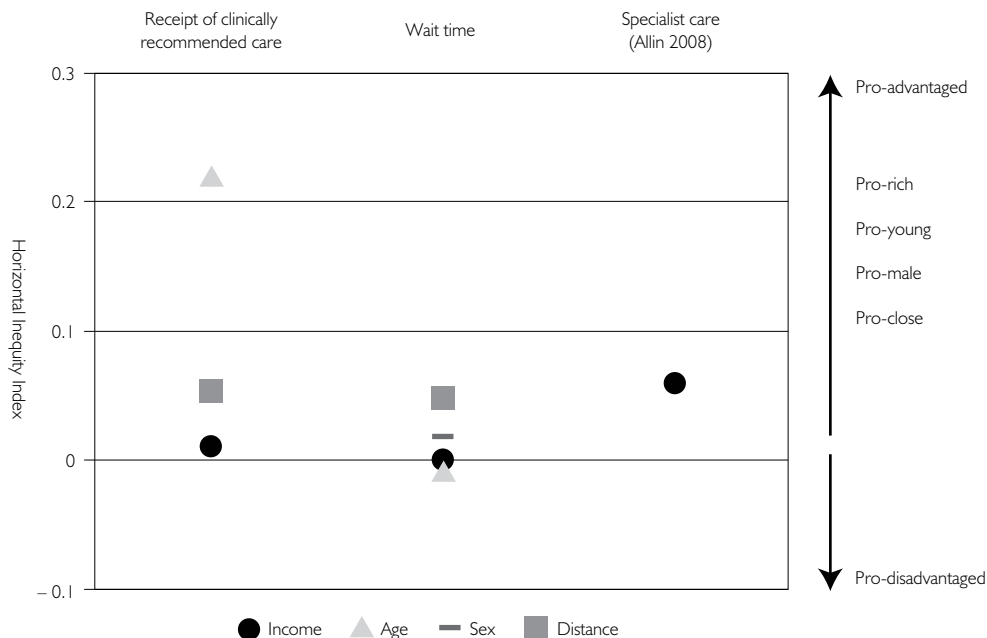 Receipt of clinically
recommended care
Wait time
Specialist care
(Allin 2008)
0.3
0.2
0.1
0
– 0.1
Horizontal Inequity Index
Pro-advantaged
Pro-rich
Pro-young
Pro-male
Pro-close
Pro-disadvantaged
Income
Age
Sex
Distance